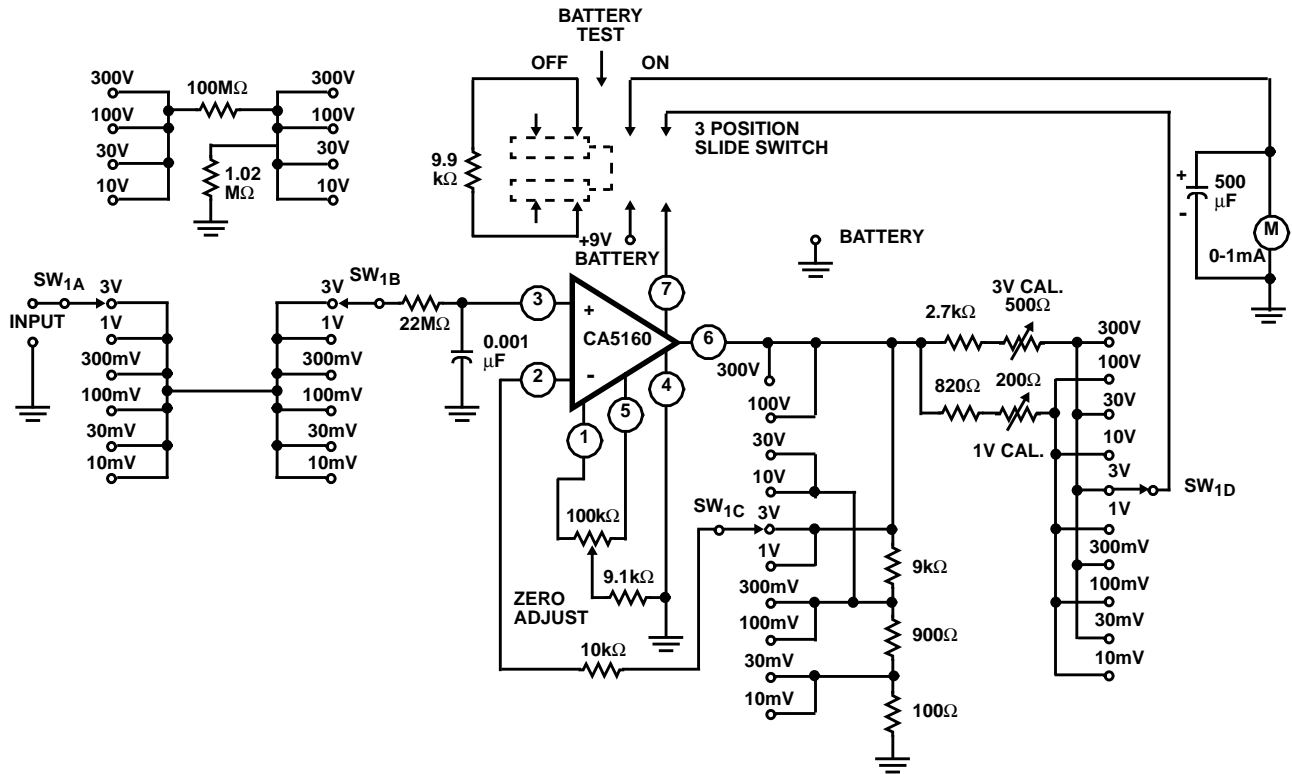 BATTERY
TEST
OFF
ON
300V
100V
30V
10V
100MΩ
1.02
MΩ
300V
100V
30V
10V
9.9
kΩ
3 POSITION
SLIDE SWITCH
+9V
BATTERY
BATTERY
+
-
500
μF
M
0-1mA
SW1A
INPUT
3V
1V
300mV
100mV
30mV
10mV
SW1B
3V
1V
300mV
100mV
30mV
10mV
22MΩ
0.001
μF
3
2
+
-
CA5160
7
6
4
5
1
100kΩ
9.1kΩ
ZERO
ADJUST
10kΩ
SW1C
300V
100V
30V
10V
3V
1V
300mV
100mV
30mV
10mV
9kΩ
900Ω
100Ω
2.7kΩ
3V CAL.
500Ω
820Ω
200Ω
1V CAL.
300V
100V
30V
10V
3V
1V
300mV
100mV
30mV
10mV
SW1D